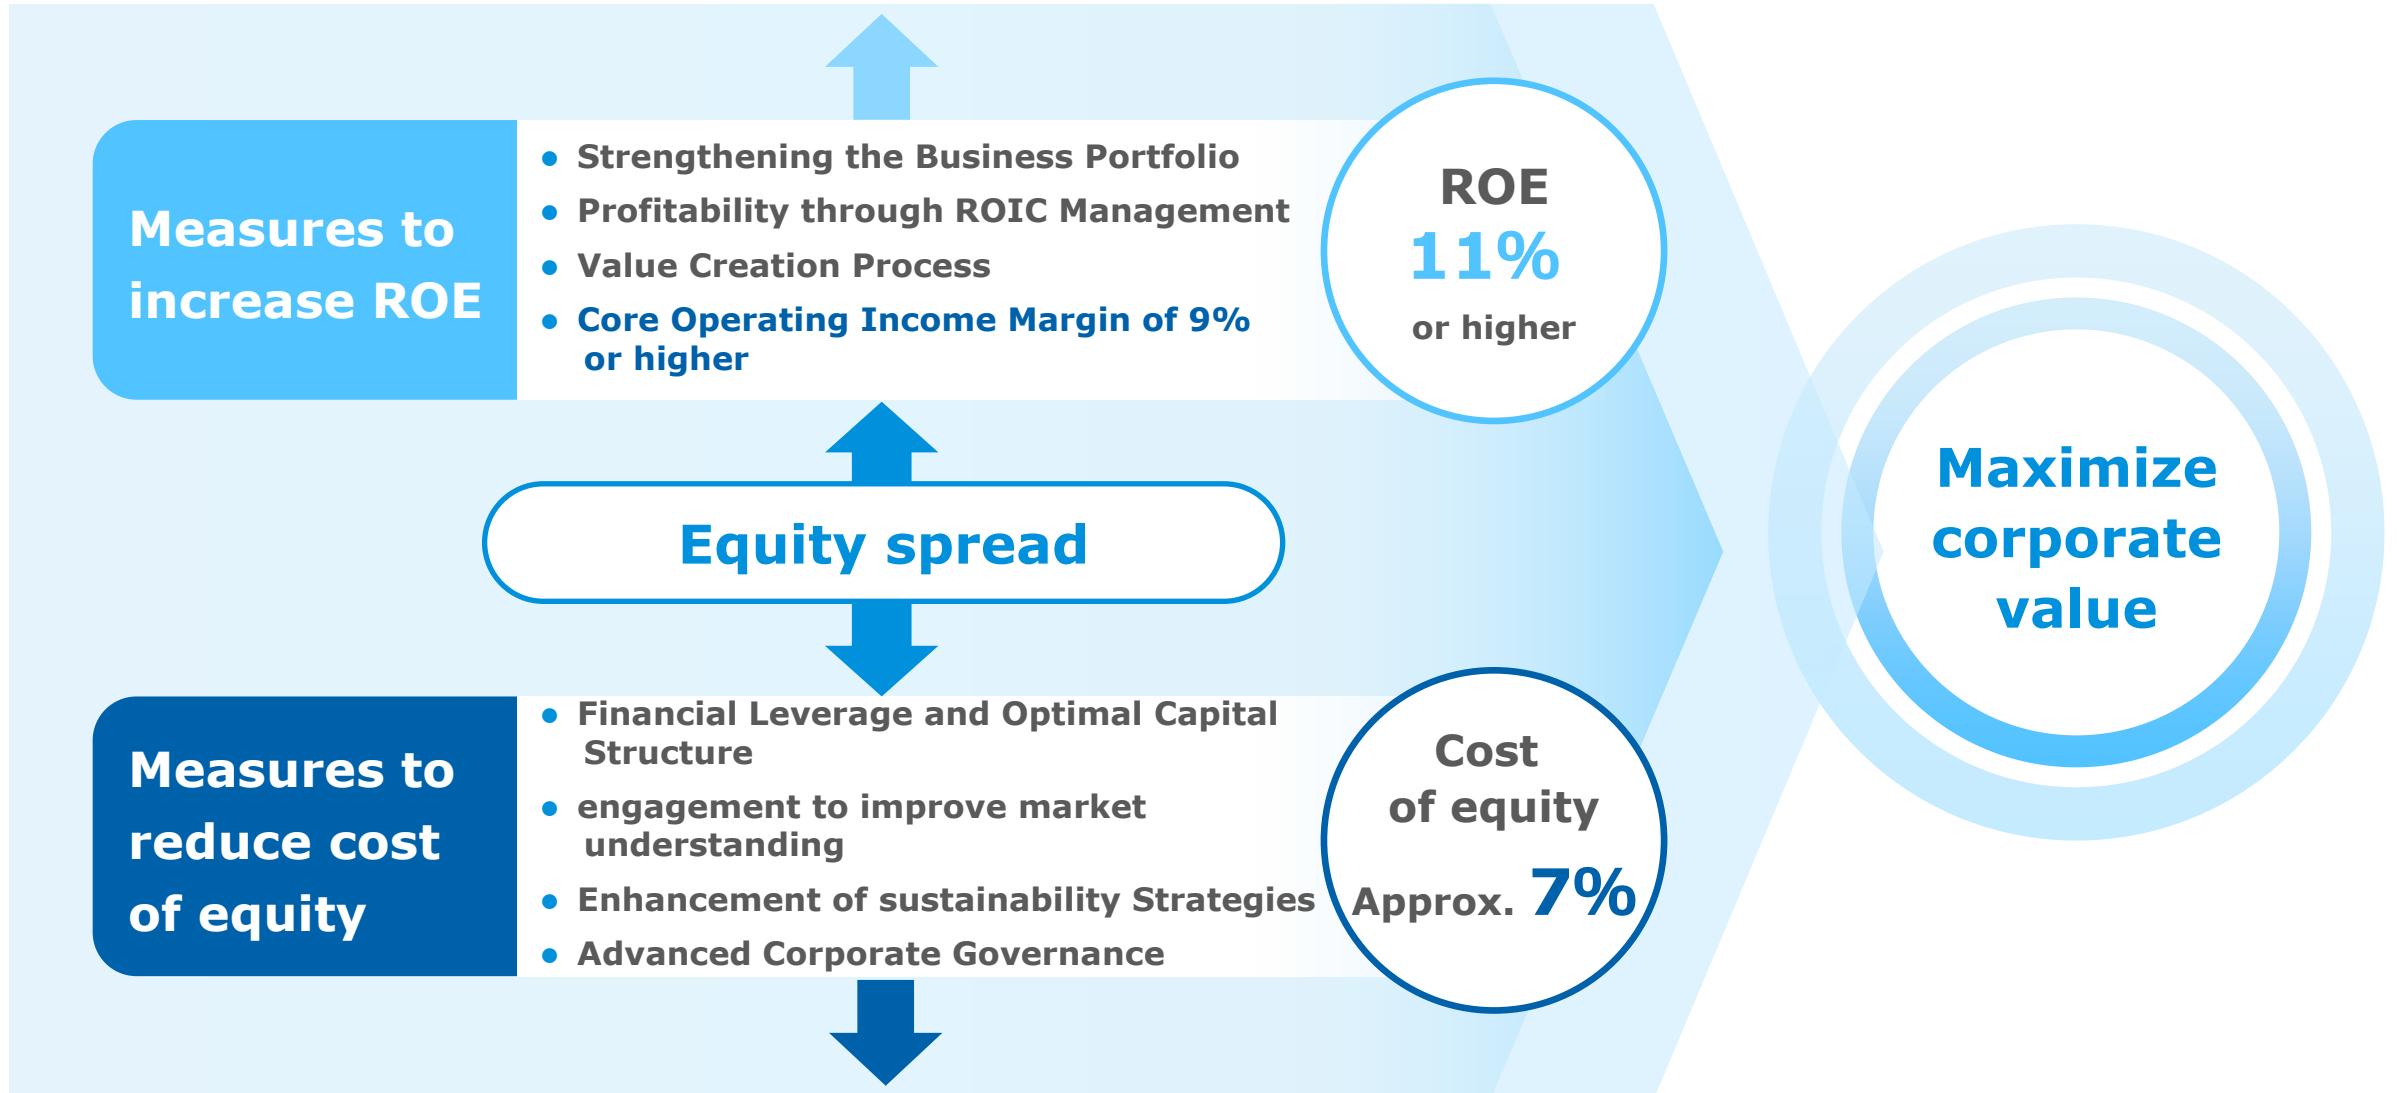 Measures to
increase ROE
● Strengthening the Business Portfolio
● Profitability through ROIC Management
● Value Creation Process
● Core Operating Income Margin of 9%
or higher
ROE
11%
or higher
Equity spread
Measures to
reduce cost
of equity
● Financial Leverage and Optimal Capital
Structure
● engagement to improve market
understanding
● Enhancement of sustainability Strategies
● Advanced Corporate Governance
Cost
of equity
Approx. 7%
Maximize
corporate
value